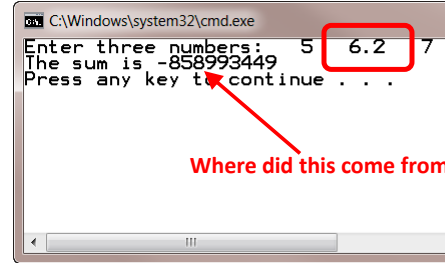 C:\Windows\system32\cmd.exe
Enter three numbers: 5 6.2 7
The sum is -858993449
Press any key to continue . . .
Where did this come from